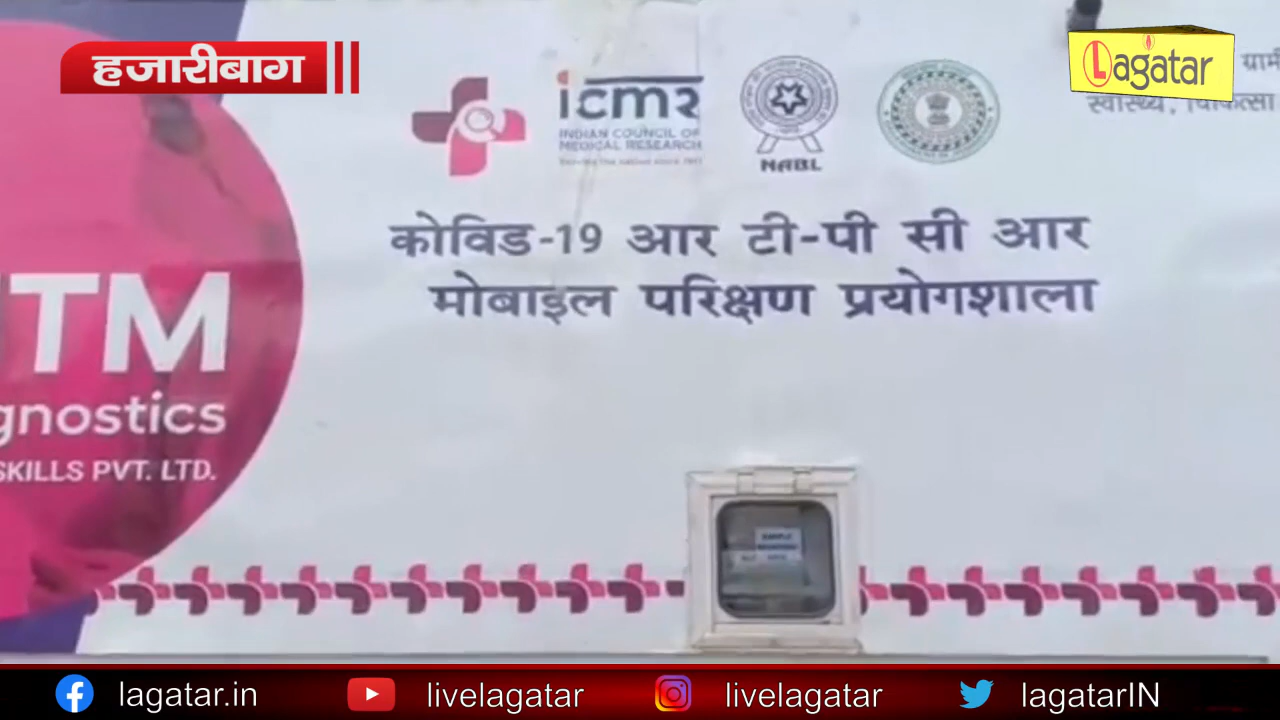 हजारीबाग
Lagatar
icmr
INDIAN COUNCIL OF
MEDICAL RESEARCH
NABL
ग्रामी
स्वास्थ्य, चिकित्सा
कोविड-19 आर टी-पी सी आर
मोबाइल परिक्षण प्रयोगशाला
TM
gnostics
SKILLS PVT. LTD.
lagatar.in
livelagatar
livelagatar
lagatarIN